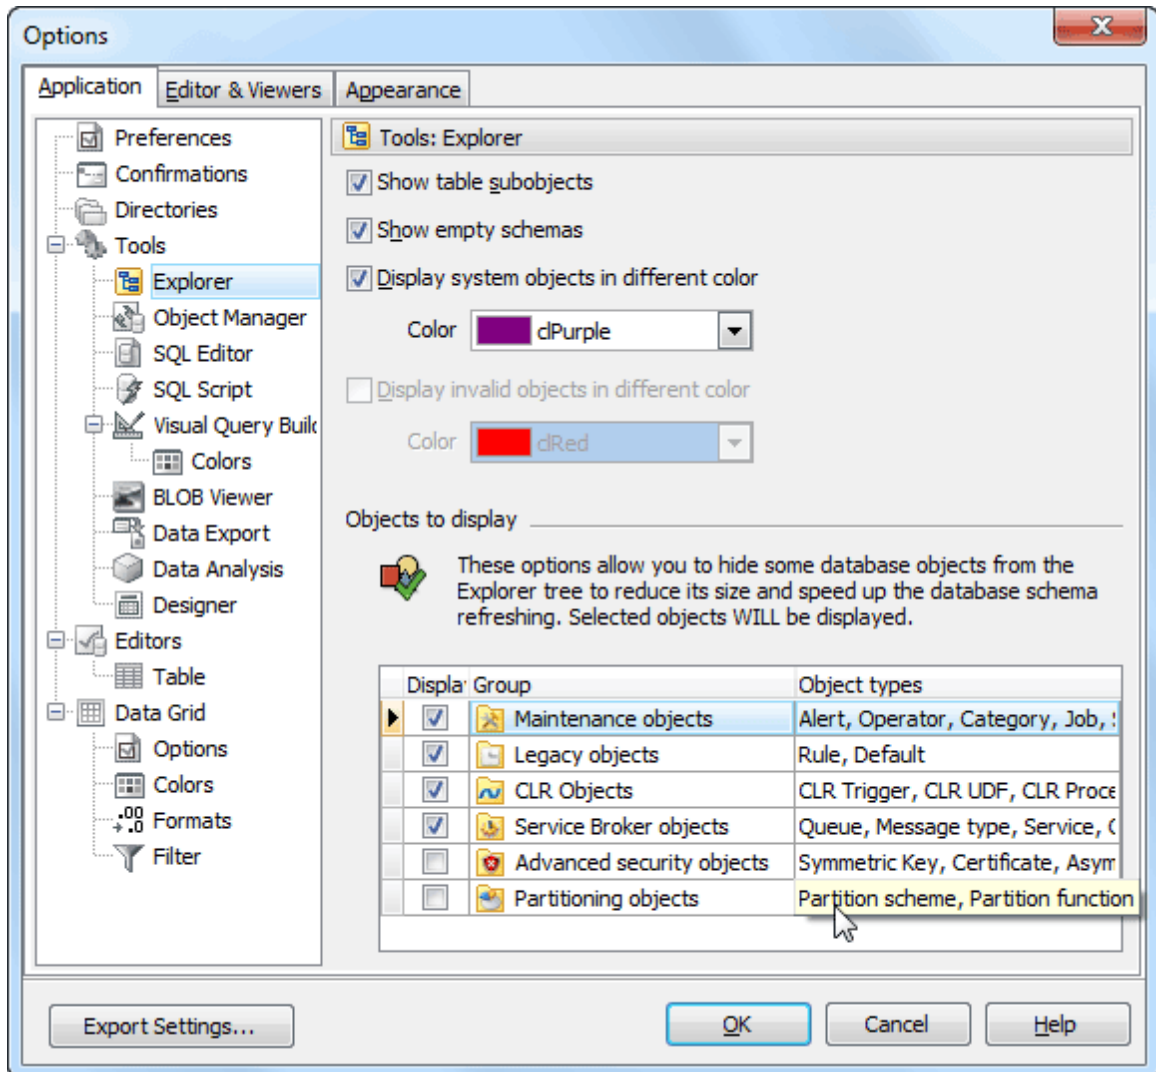 Options
Application Editor & Viewers Appearance
Preferences
Confirmations
Directories
Tools
Explorer
Object Manager
SQL Editor
SQL Script
Visual Query Build
Colors
BLOB Viewer
Data Export
Data Analysis
Designer
Editors
Table
Data Grid
Options
Colors
Formats
Filter
Tools: Explorer
Show table subobjects
Show empty schemas
Display system objects in different color
Color clPurple
Display invalid objects in different color
Color clRed
Objects to display
These options allow you to hide some database objects from the
Explorer tree to reduce its size and speed up the database schema
refreshing. Selected objects WILL be displayed.
Display Group Object types
Maintenance objects Alert, Operator, Category, Job,
Legacy objects Rule, Default
CLR Objects CLR Trigger, CLR UDF, CLR Proce
Service Broker objects Queue, Message type, Service,
Advanced security objects Symmetric Key, Certificate, Asym
Partitioning objects Partition scheme, Partition function
Export Settings... OK Cancel Help